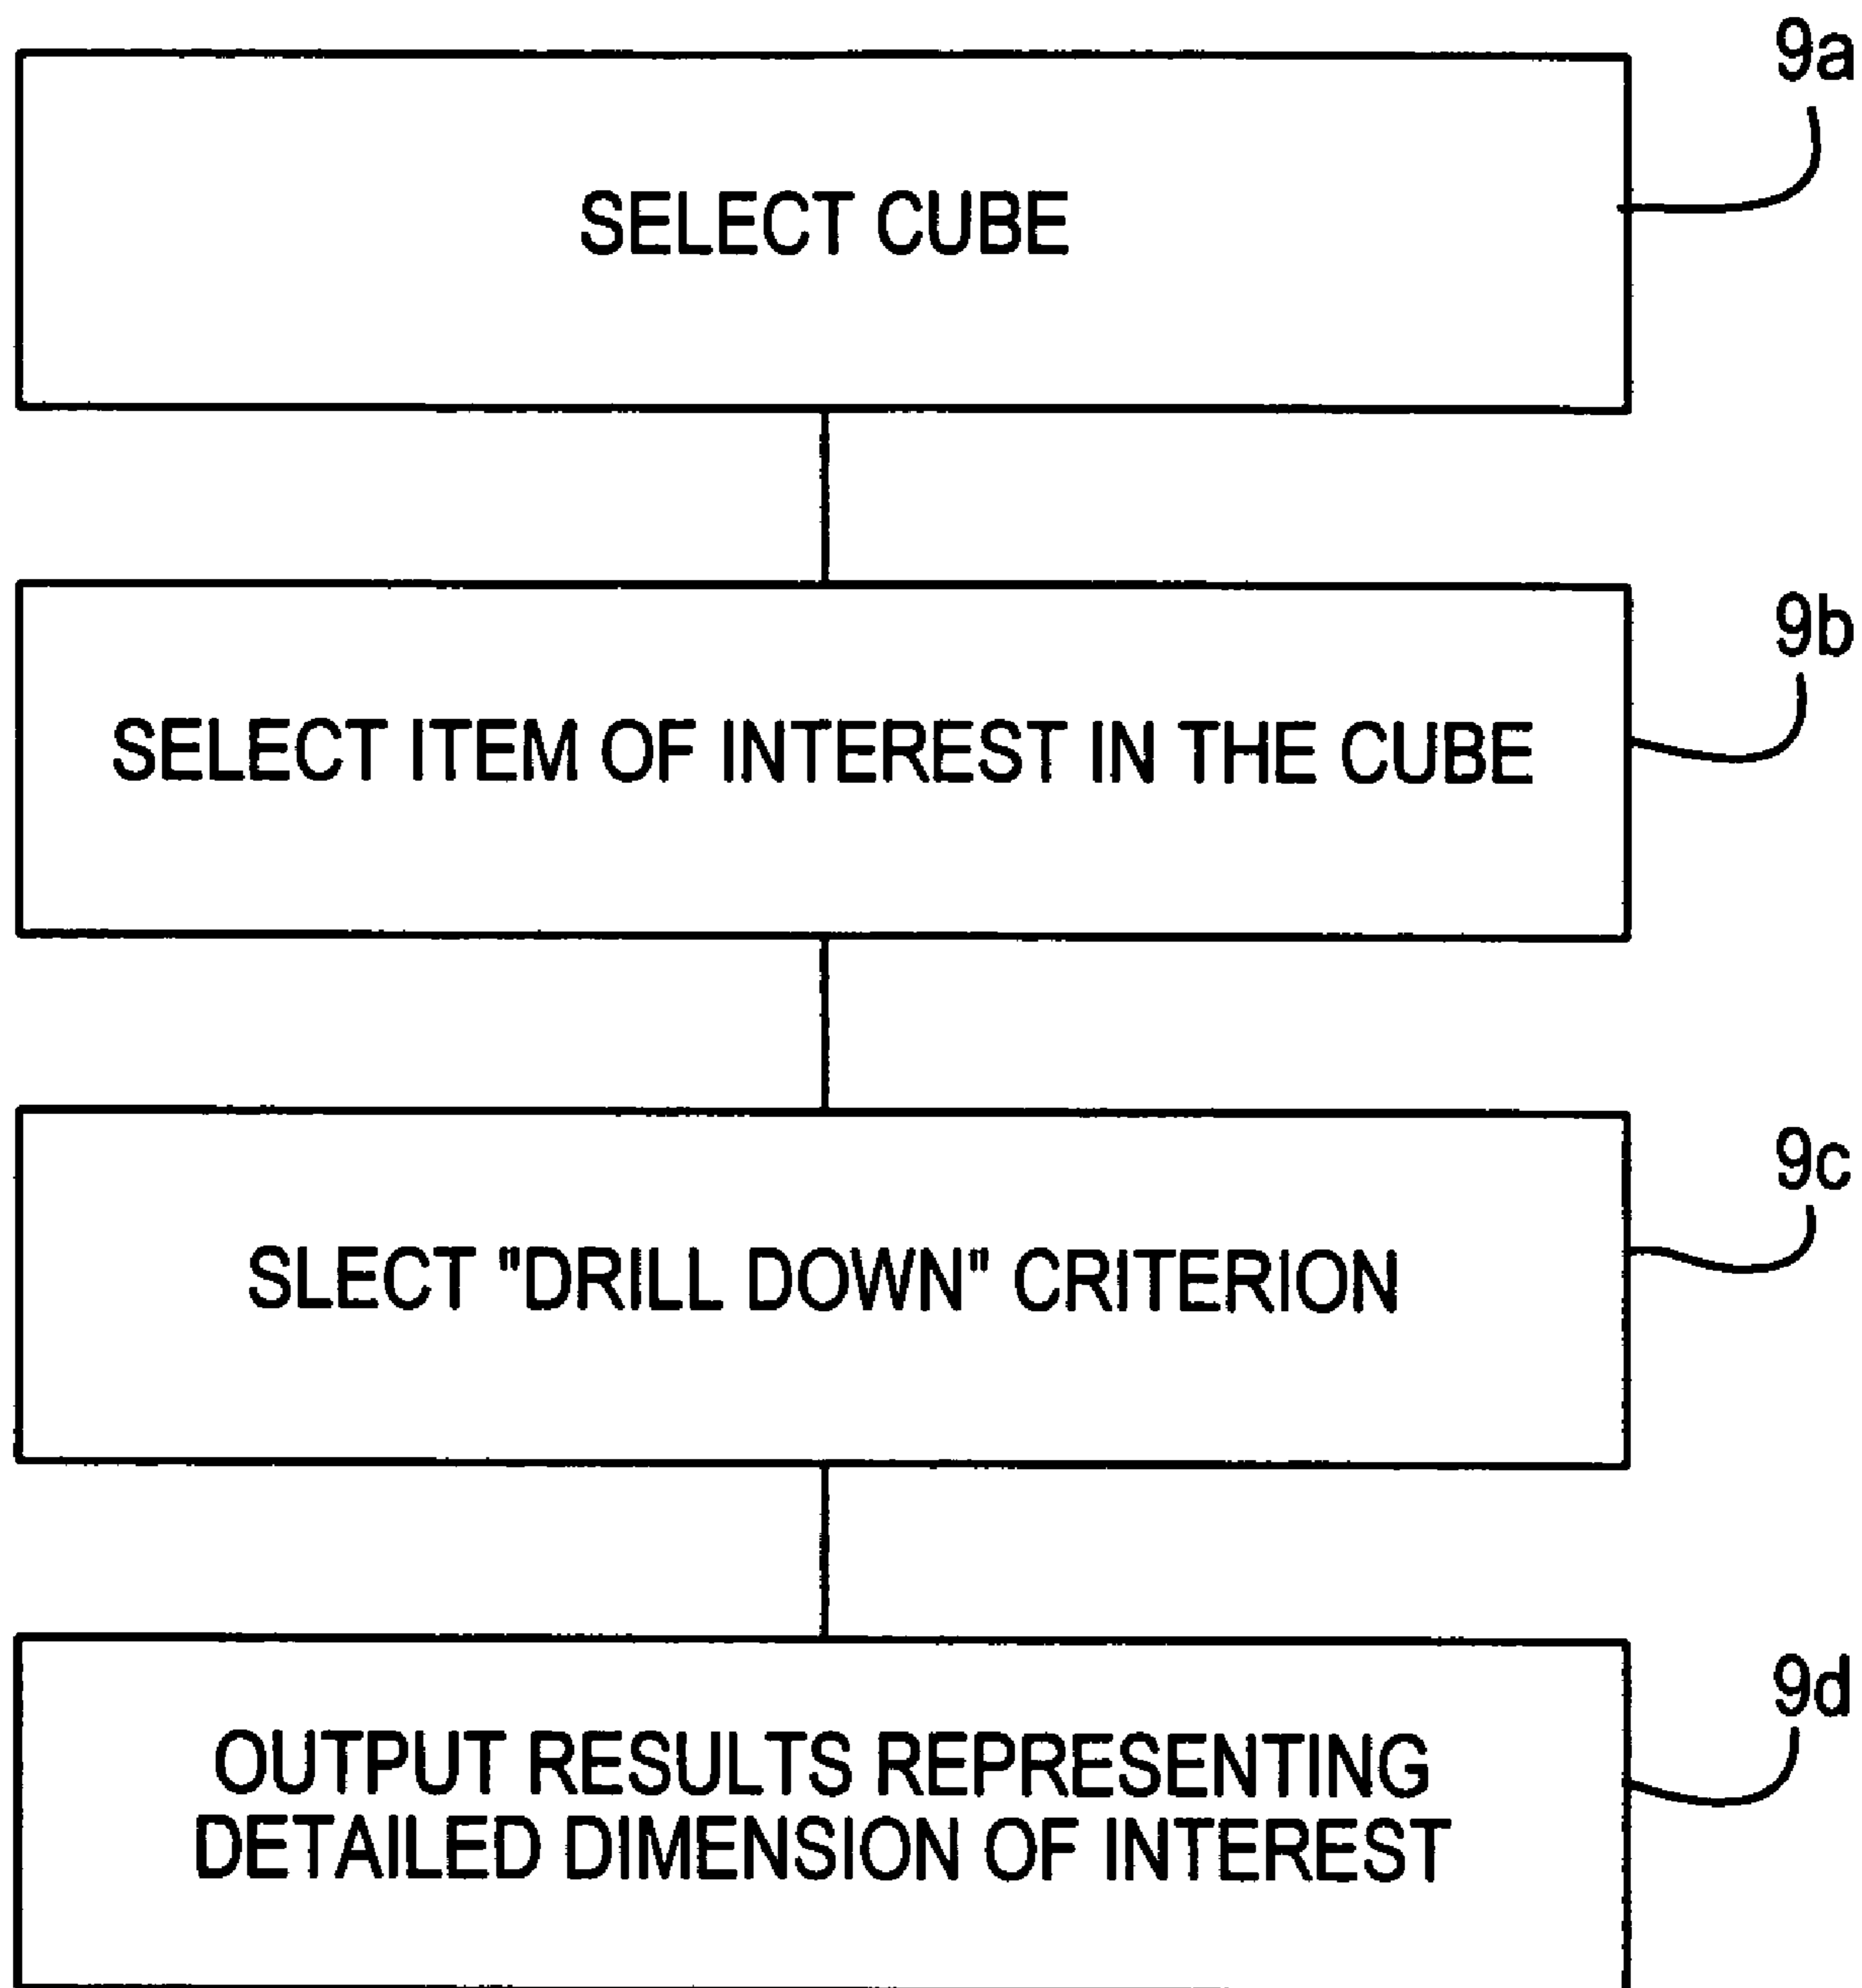 9a
SELECT CUBE
9b
SELECT ITEM OF INTEREST IN THE CUBE
9c
SLECT "DRILL DOWN" CRITERION
9d
OUTPUT RESULTS REPRESENTING
DETAILED DIMENSION OF INTEREST